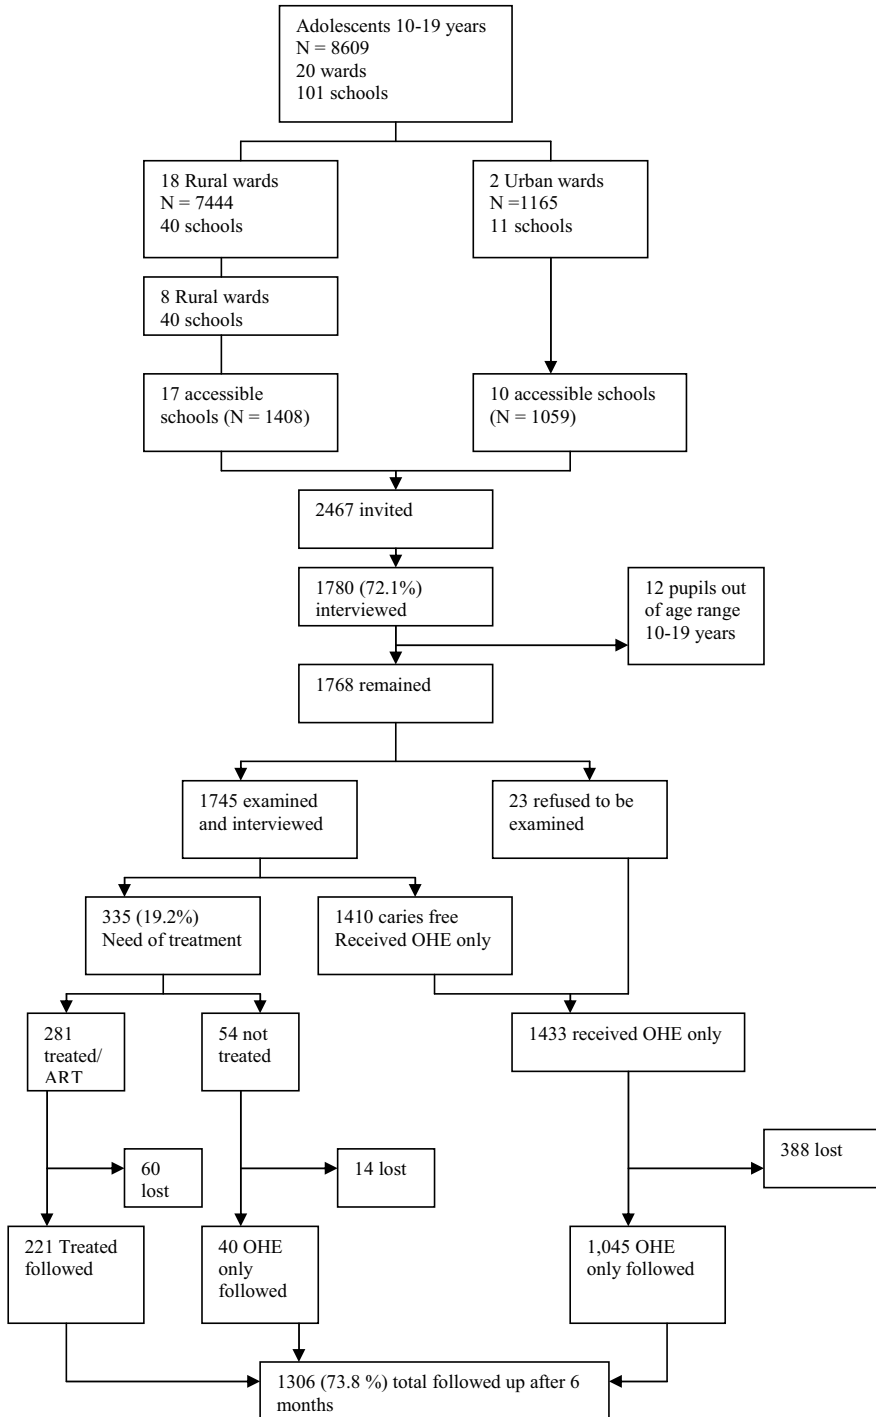 Adolescents 10-19 years
N = 8609
20 wards
101 schools
18 Rural wards
N = 7444
40 schools
2 Urban wards
N =1165
11 schools
8 Rural wards
40 schools
17 accessible
schools (N = 1408)
10 accessible schools
(N = 1059)
2467 invited
1780 (72.1%)
interviewed
12 pupils out
of age range
10-19 years
1768 remained
1745 examined
and interviewed
23 refused to be
examined
335 (19.2%)
Need of treatment
1410 caries free
Received OHE only
281
treated/
ART
54 not
treated
1433 received OHE only
60
lost
14 lost
388 lost
221 Treated
followed
40 OHE
only
followed
1,045 OHE
only followed
1306 (73.8 %) total followed up after 6
months